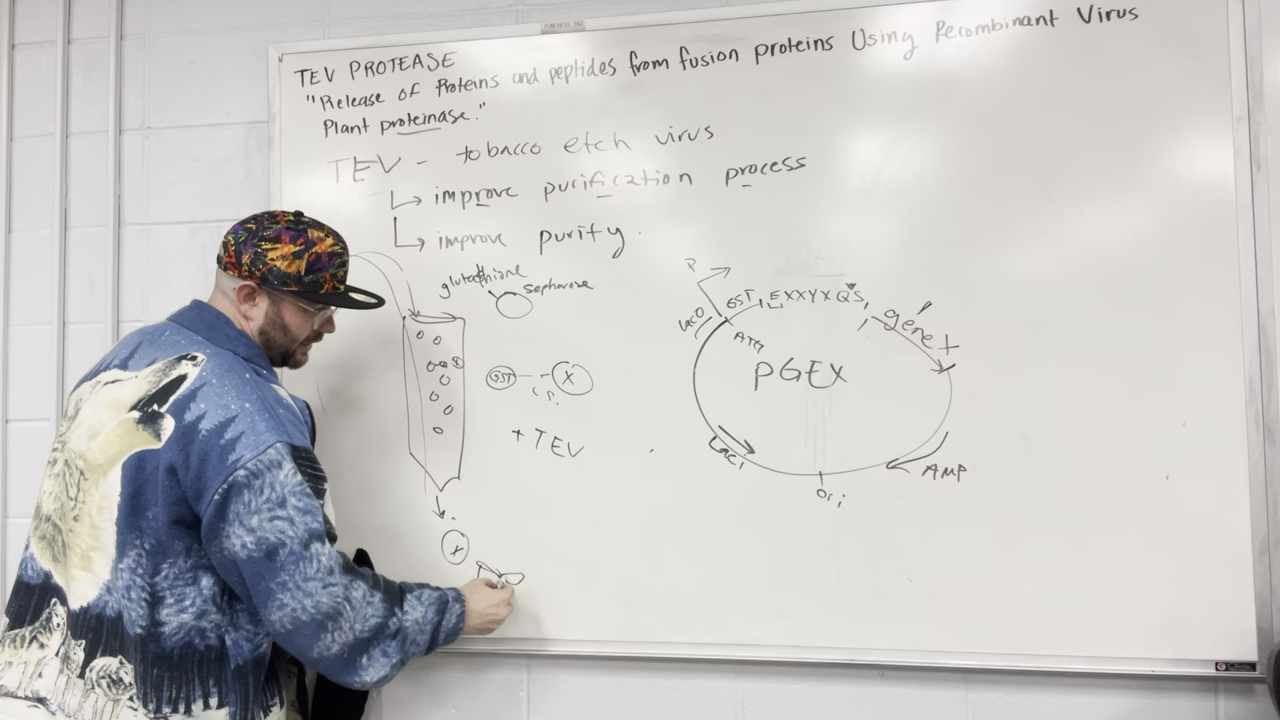 TEV PROTEASE
"Release of Proteins and peptides from fusion proteins Using Recombinant Virus
Plant proteinase."
TEV - tobacco etch virus
improve purification process
improve purity.
glutathione
sepharose
GST X
+ TEV
X
P
lacO
GST EXXYXQS
gene X
ATG
PGEX
laci
Ori
AMP